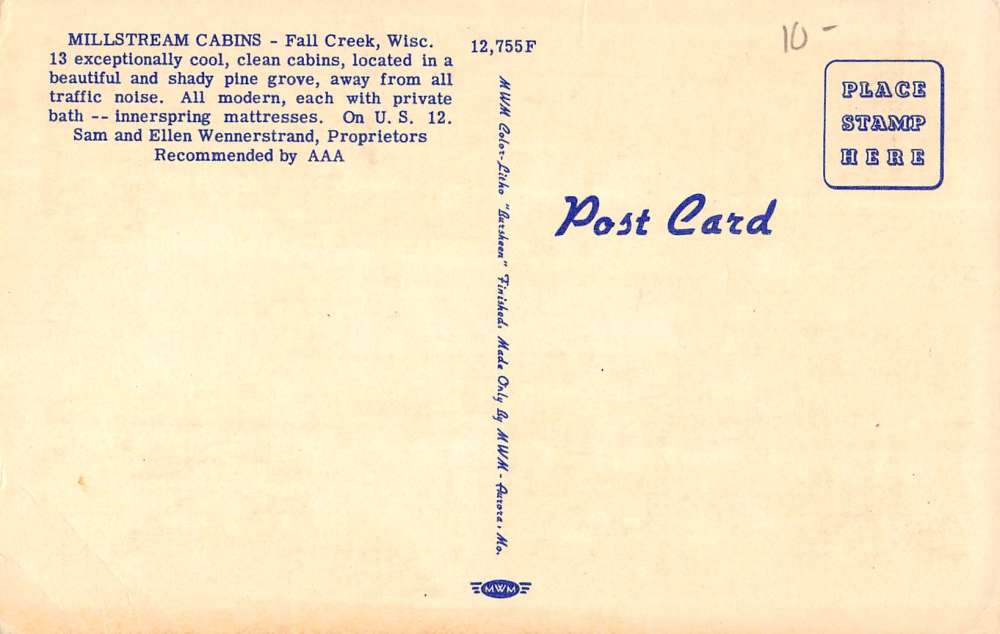 MILLSTREAM CABINS - Fall Creek, Wisc.
13 exceptionally cool, clean cabins, located in a
beautiful and shady pine grove, away from all
traffic noise. All modern, each with private
bath -- innerspring mattresses. On U. S. 12.
Sam and Ellen Wennerstrand, Proprietors
Recommended by AAA
12,755F
MWM Color-Litho "Bursheen" Finished. Made Only By MWM - Aurora, Mo.
MWM
10 -
PLACE
STAMP
HERE
Post Card